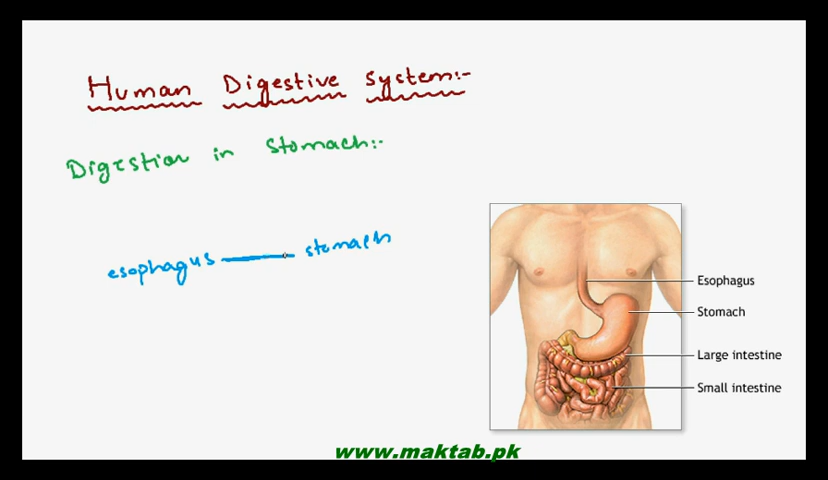 Human Digestive System:-
Digestion in stomach:-
esophagus stomach
Esophagus
Stomach
Large intestine
Small intestine
www.maktab.pk